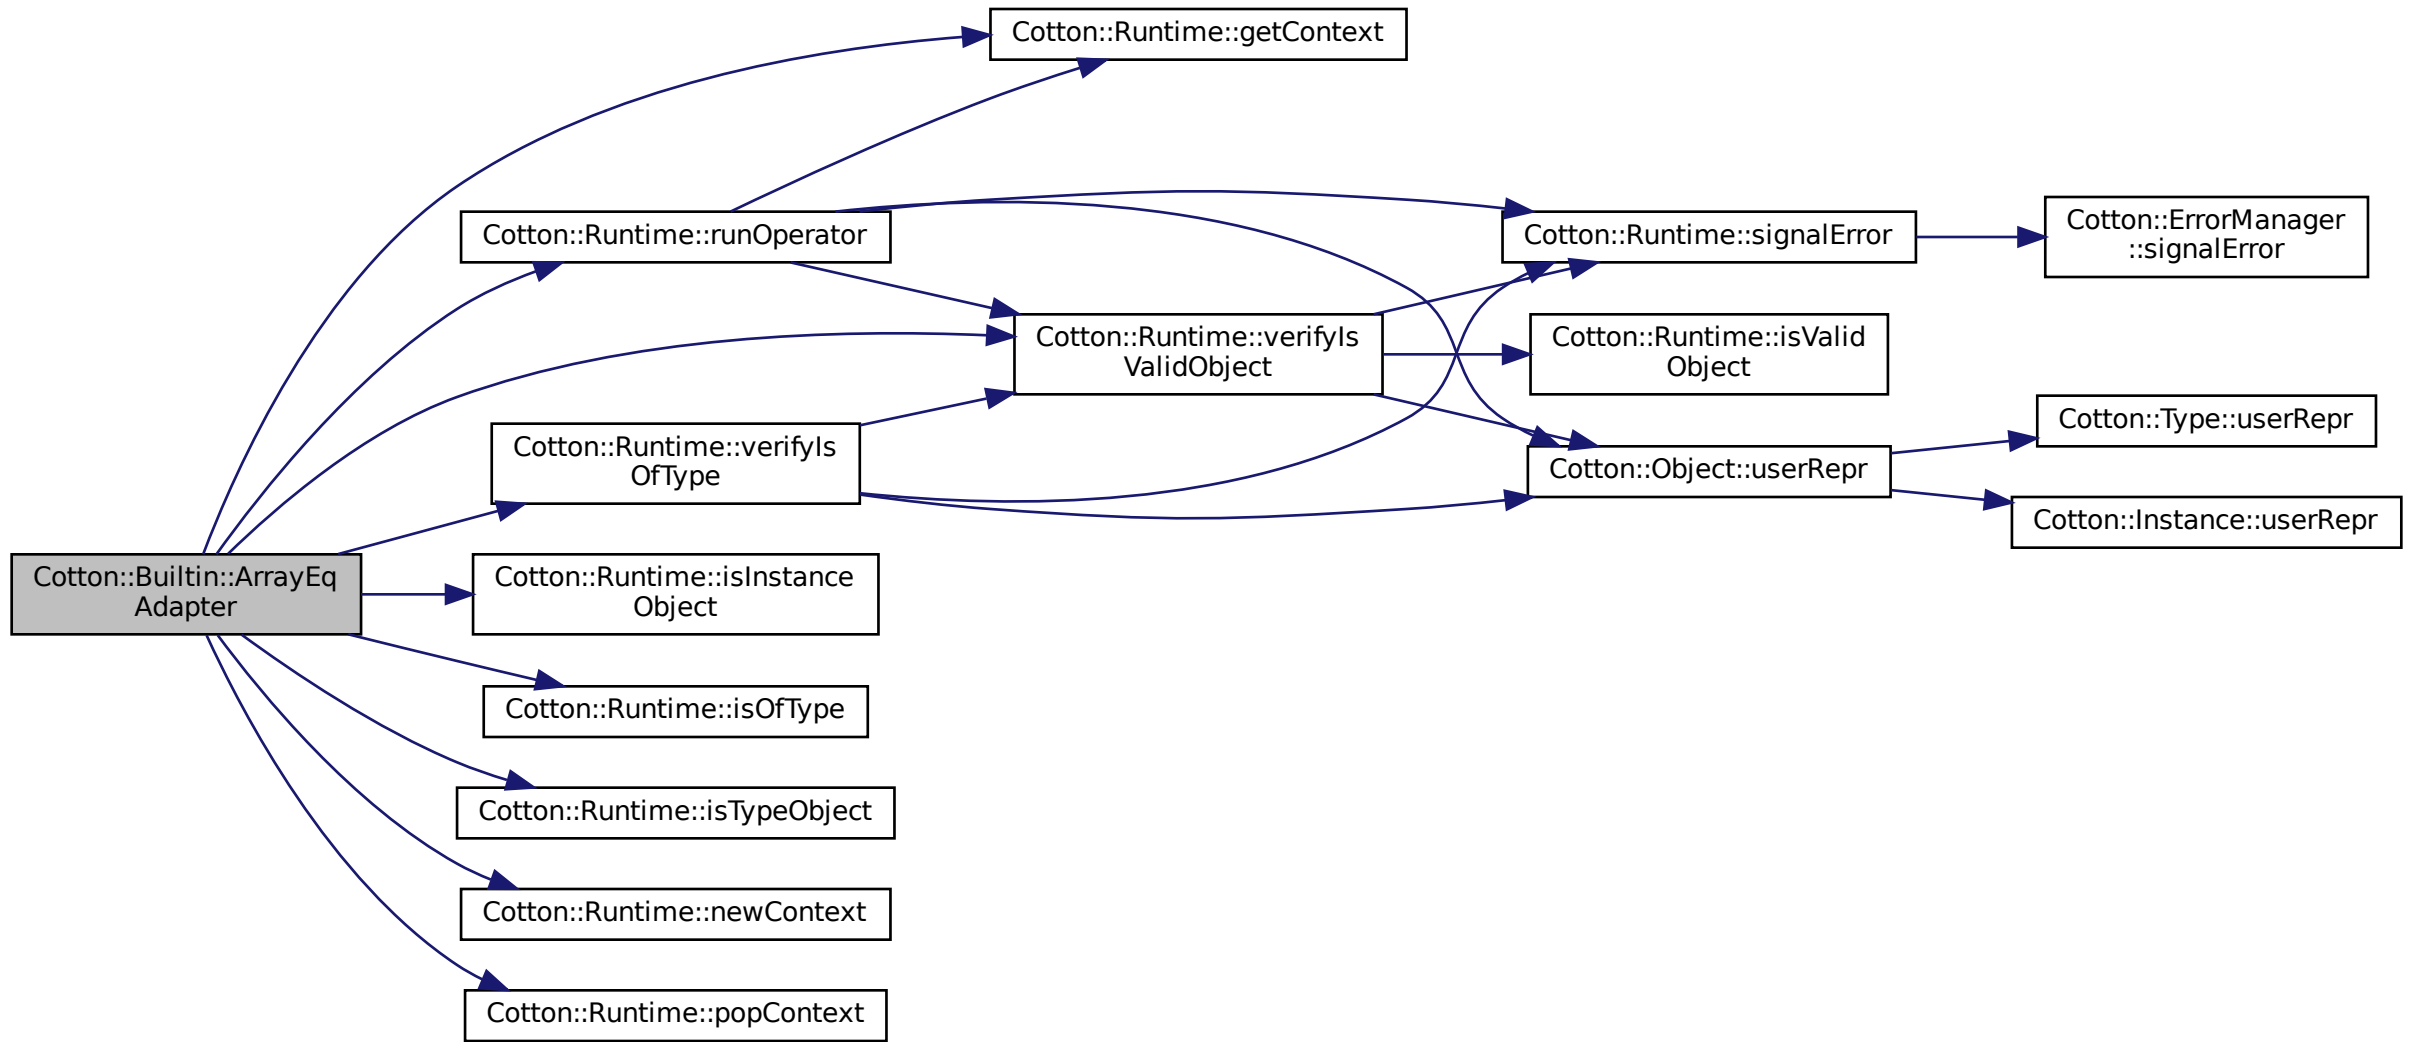 Cotton::Runtime::getContext
Cotton::Runtime::runOperator
Cotton::Runtime::signalError
Cotton::ErrorManager
::signalError
Cotton::Runtime::verifyIs
ValidObject
Cotton::Runtime::isValid
Object
Cotton::Type::userRepr
Cotton::Runtime::verifyIs
OfType
Cotton::Object::userRepr
Cotton::Instance::userRepr
Cotton::Builtin::ArrayEq
Adapter
Cotton::Runtime::isInstance
Object
Cotton::Runtime::isOfType
Cotton::Runtime::isTypeObject
Cotton::Runtime::newContext
Cotton::Runtime::popContext